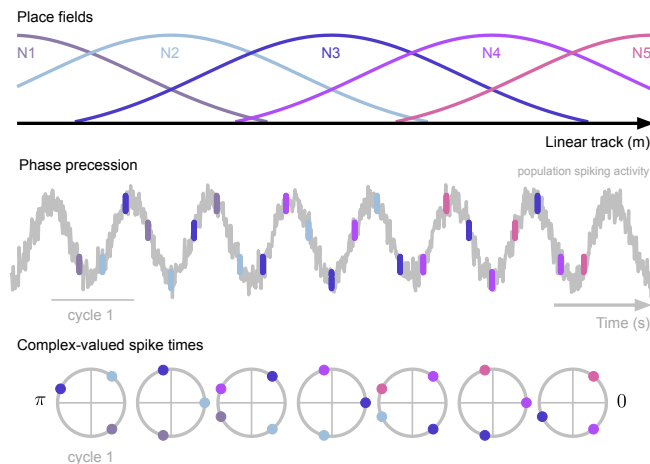 Place fields
N1
N2
N3
N4
N5
Linear track (m)
Phase precession
population spiking activity
cycle 1
Time (s)
Complex-valued spike times
π
0
cycle 1